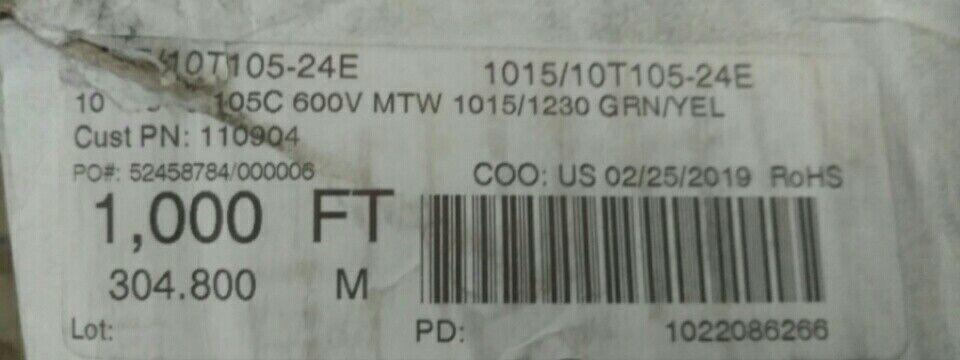 /10T105-24E 1015/10T105-24E
10 105C 600V MTW 1015/1230 GRN/YEL
Cust PN: 110904
PO#: 52458784/000006 COO: US 02/25/2019 RoHS
1,000 FT
304.800 M
Lot: PD: 1022086266